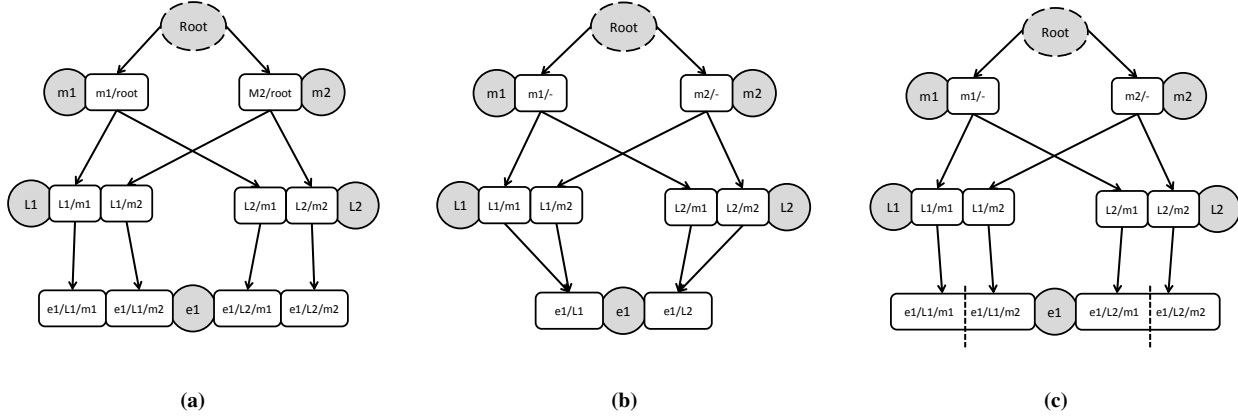 Root
m1 m1/root M2/root m2
L1 L1/m1 L1/m2 L2/m1 L2/m2 L2
e1/L1/m1 e1/L1/m2 e1 e1/L2/m1 e1/L2/m2
(a)
Root
m1 m1/- m2/- m2
L1 L1/m1 L1/m2 L2/m1 L2/m2 L2
e1/L1 e1 e1/L2
(b)
Root
m1 m1/- m2/- m2
L1 L1/m1 L1/m2 L2/m1 L2/m2 L2
e1/L1/m1 e1/L1/m2 e1 e1/L2/m1 e1/L2/m2
(c)